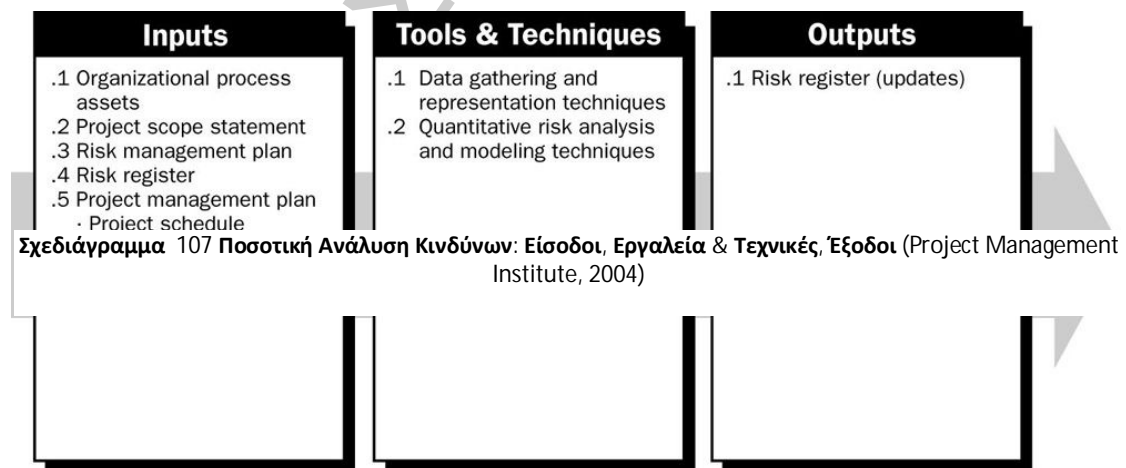 Inputs
.1 Organizational process
assets
.2 Project scope statement
.3 Risk management plan
.4 Risk register
.5 Project management plan
· Project schedule
Tools & Techniques
.1 Data gathering and
representation techniques
.2 Quantitative risk analysis
and modeling techniques
Outputs
.1 Risk register (updates)
Σχεδιάγραμμα 107 Ποσοτική Ανάλυση Κινδύνων: Είσοδοι, Εργαλεία & Τεχνικές, Έξοδοι (Project Management
Institute, 2004)